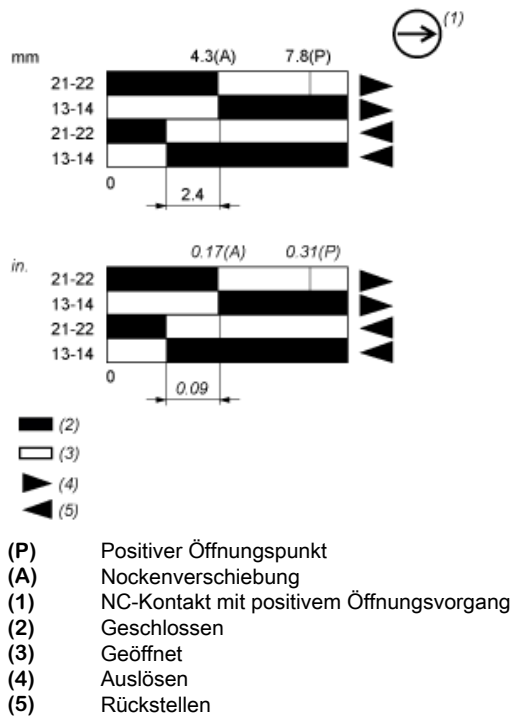 (1)
mm 4.3(A) 7.8(P)
21-22
13-14
21-22
13-14
0
2.4
in. 0.17(A) 0.31(P)
21-22
13-14
21-22
13-14
0
0.09
(2)
(3)
(4)
(5)
(P) Positiver Öffnungspunkt
(A) Nockenverschiebung
(1) NC-Kontakt mit positivem Öffnungsvorgang
(2) Geschlossen
(3) Geöffnet
(4) Auslösen
(5) Rückstellen